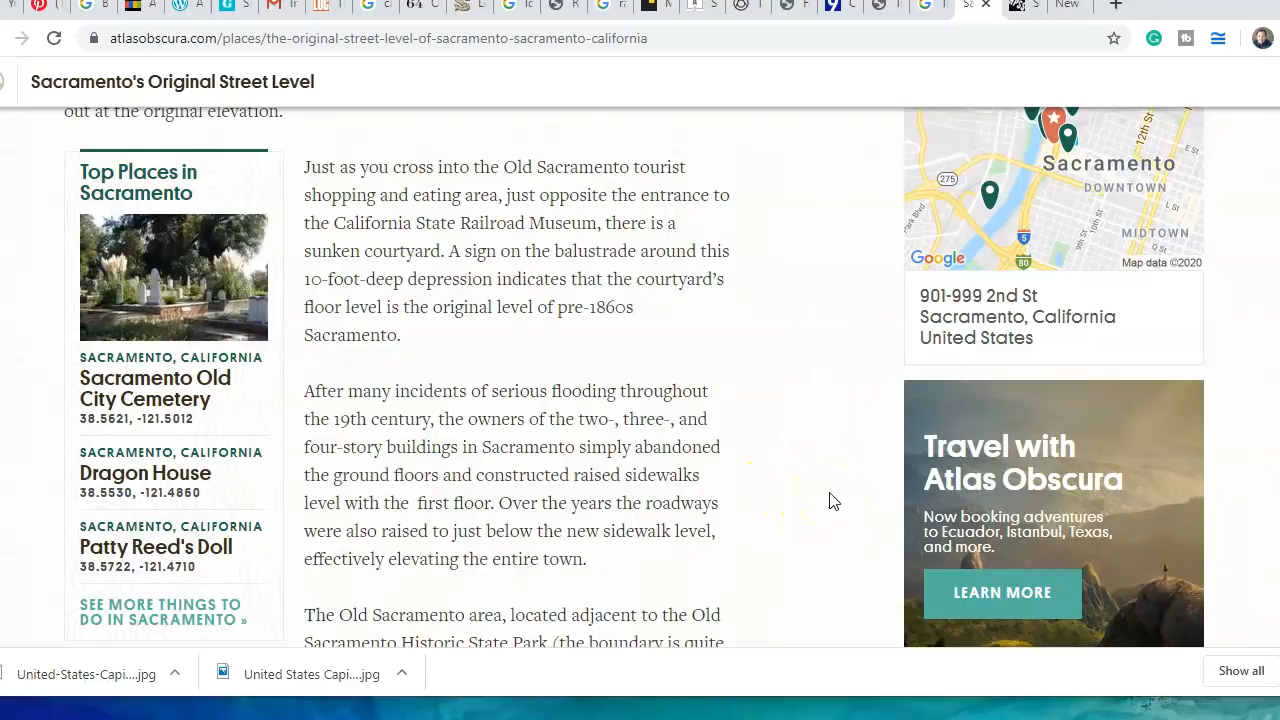 atlasobscura.com/places/the-original-street-level-of-sacramento-sacramento-california
Sacramento's Original Street Level
out at the original elevation.
Top Places in
Sacramento
SACRAMENTO, CALIFORNIA
Sacramento Old
City Cemetery
38.5621, -121.5012
SACRAMENTO, CALIFORNIA
Dragon House
38.5530, -121.4860
SACRAMENTO, CALIFORNIA
Patty Reed's Doll
38.5722, -121.4710
SEE MORE THINGS TO
DO IN SACRAMENTO »
Just as you cross into the Old Sacramento tourist
shopping and eating area, just opposite the entrance to
the California State Railroad Museum, there is a
sunken courtyard. A sign on the balustrade around this
10-foot-deep depression indicates that the courtyard's
floor level is the original level of pre-1860s
Sacramento.
After many incidents of serious flooding throughout
the 19th century, the owners of the two-, three-, and
four-story buildings in Sacramento simply abandoned
the ground floors and constructed raised sidewalks
level with the first floor. Over the years the roadways
were also raised to just below the new sidewalk level,
effectively elevating the entire town.
The Old Sacramento area, located adjacent to the Old
Sacramento Historic State Park (the boundary is quite
12th St
E St
Sacramento
275
DOWNTOWN
Park Blvd
G St
MIDTOWN
5
9th St
10th St
Q St
80
Google
Map data ©2020
901-999 2nd St
Sacramento, California
United States
Travel with
Atlas Obscura
Now booking adventures
to Ecuador, Istanbul, Texas,
and more.
LEARN MORE
United-States-Capi....jpg
United States Capi....jpg
Show all